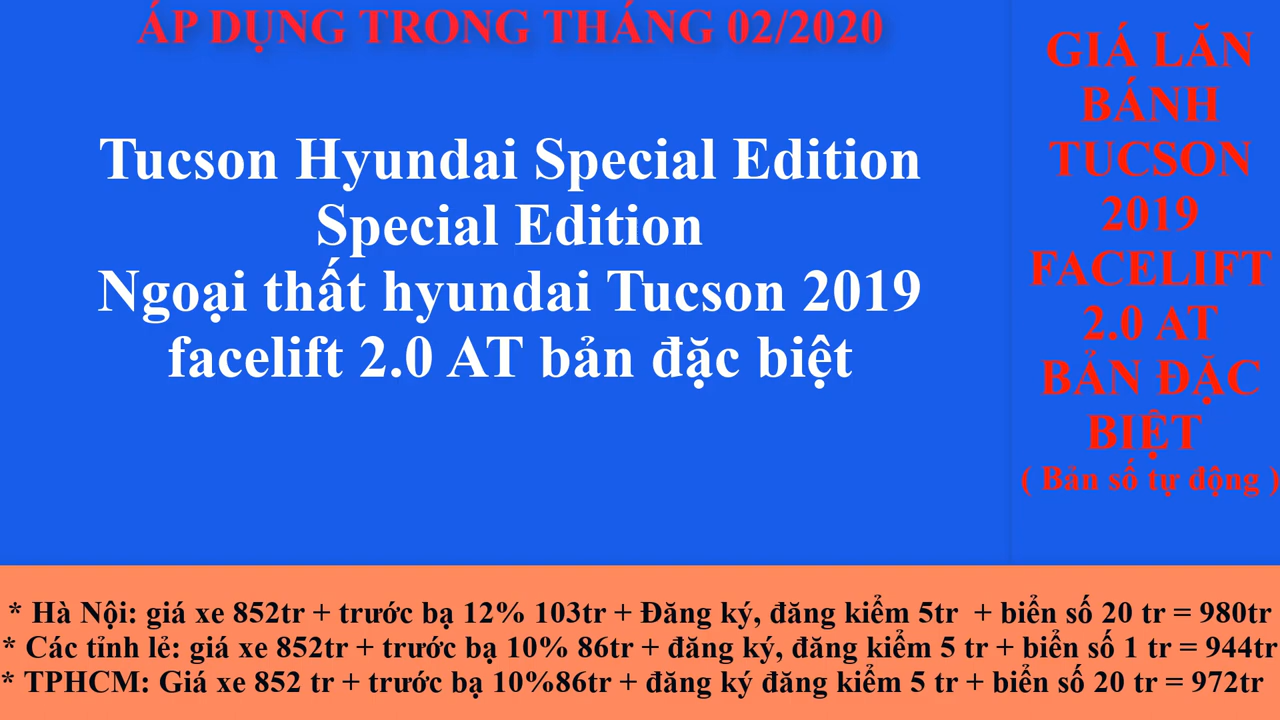 ÁP DỤNG TRONG THÁNG 02/2020
Tucson Hyundai Special Edition
Special Edition
Ngoại thất hyundai Tucson 2019
facelift 2.0 AT bản đặc biệt
GIÁ LĂN
BÁNH
TUCSON
2019
FACELIFT
2.0 AT
BẢN ĐẶC
BIỆT
( Bản số tự động )
* Hà Nội: giá xe 852tr + trước bạ 12% 103tr + Đăng ký, đăng kiểm 5tr + biển số 20 tr = 980tr
* Các tỉnh lẻ: giá xe 852tr + trước bạ 10% 86tr + đăng ký, đăng kiểm 5 tr + biển số 1 tr = 944tr
* TPHCM: Giá xe 852 tr + trước bạ 10%86tr + đăng ký đăng kiểm 5 tr + biển số 20 tr = 972tr